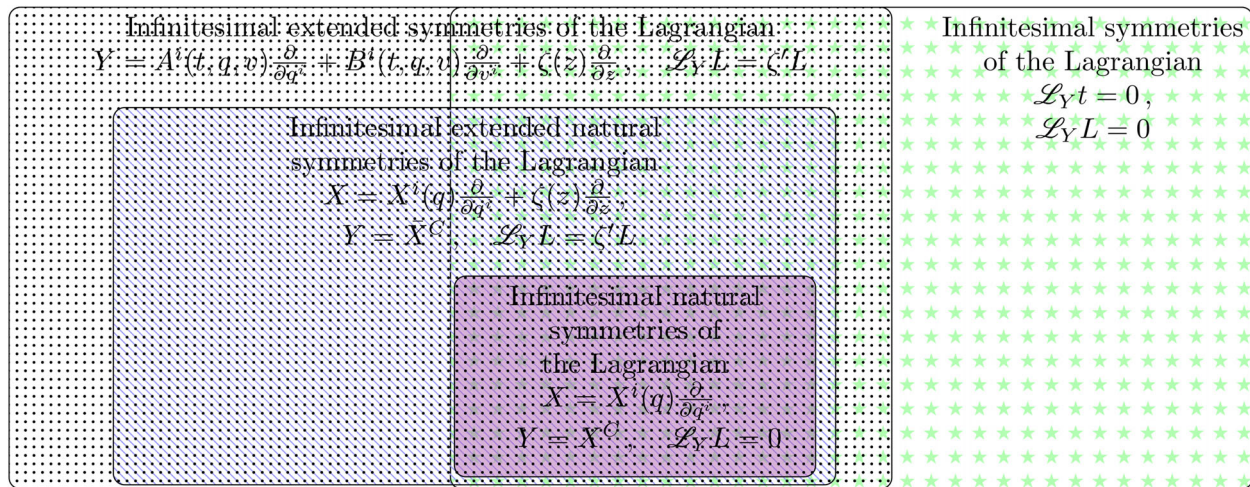 Infinitesimal extended symmetries of the Lagrangian
Y = A^i(t, q, v) ∂/∂q^i + B^i(t, q, v) ∂/∂v^i + ζ(z) ∂/∂z , ℒ_Y L = ζ′L
Infinitesimal symmetries
of the Lagrangian
ℒ_Y t = 0 ,
ℒ_Y L = 0
Infinitesimal extended natural
symmetries of the Lagrangian
X = X^i(q) ∂/∂q^i + ζ(z) ∂/∂z ,
Y = X̄^C , ℒ_Y L = ζ′L
Infinitesimal natural
symmetries of
the Lagrangian
X = X^i(q) ∂/∂q^i ,
Y = X^C , ℒ_Y L = 0